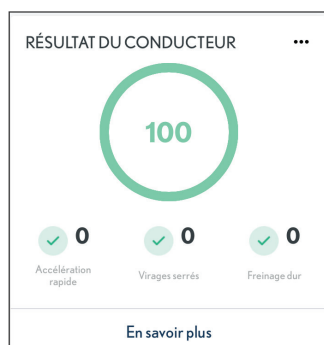 RÉSULTAT DU CONDUCTEUR
100
0
0
0
Accélération
rapide
Virages serrés
Freinage dur
En savoir plus